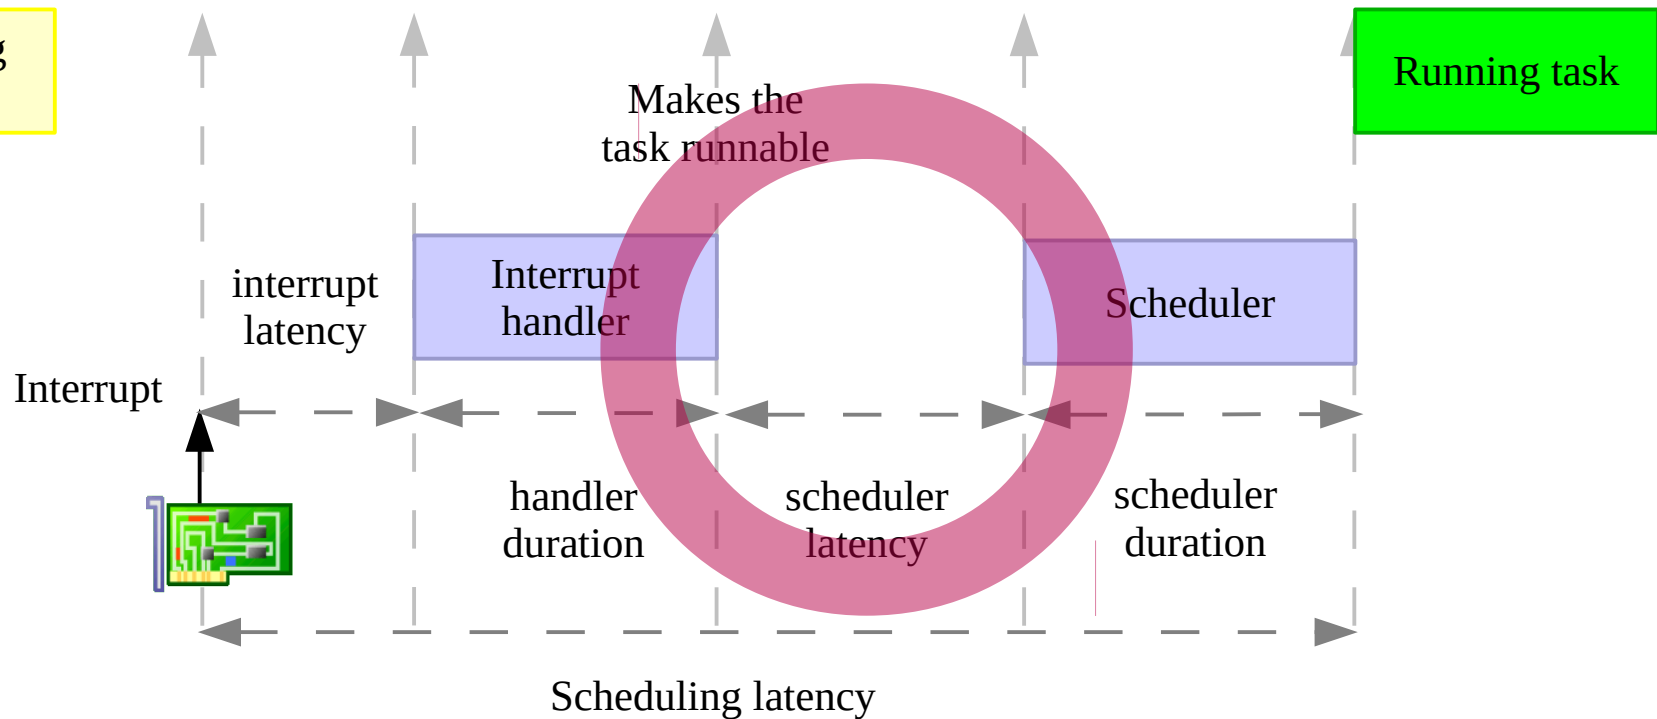 Running task
Makes the
task runnable
interrupt
latency
Interrupt
handler
Scheduler
Interrupt
handler
duration
scheduler
latency
scheduler
duration
Scheduling latency